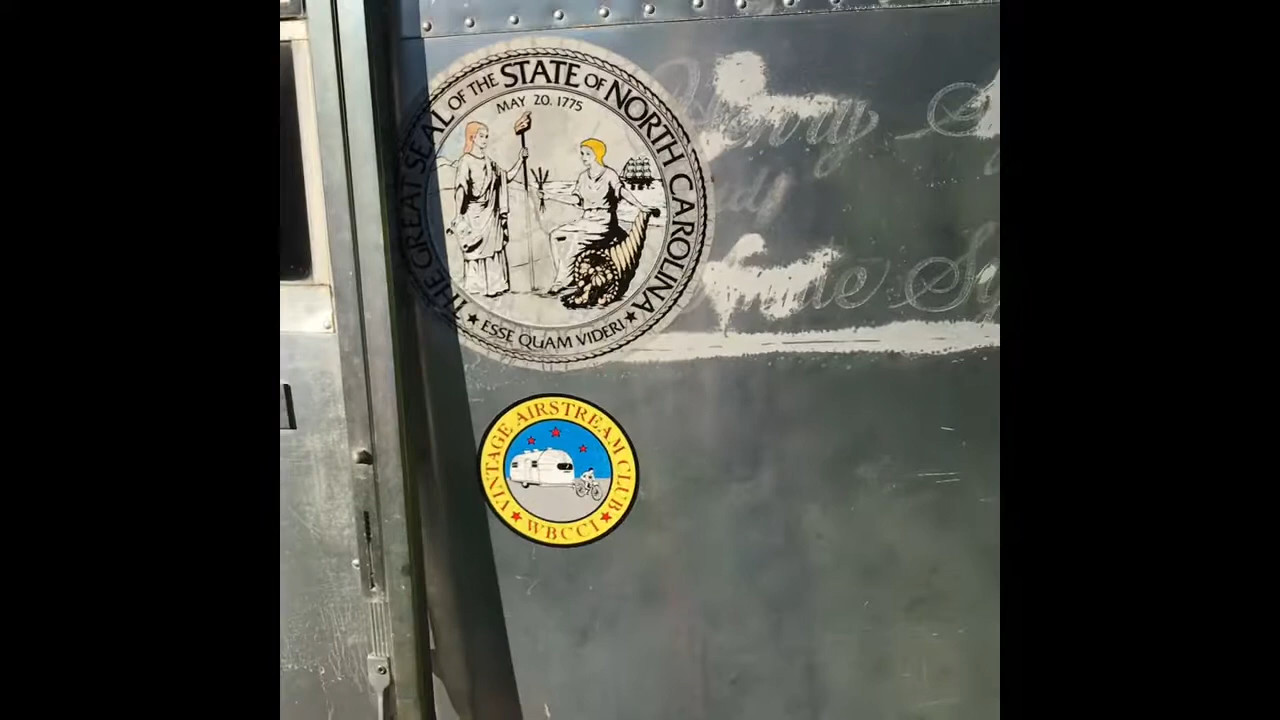 THE GREAT SEAL OF THE STATE OF NORTH CAROLINA
MAY 20. 1775
★ ESSE QUAM VIDERI ★
Henry
VINTAGE AIRSTREAM CLUB
★ WBCCI ★